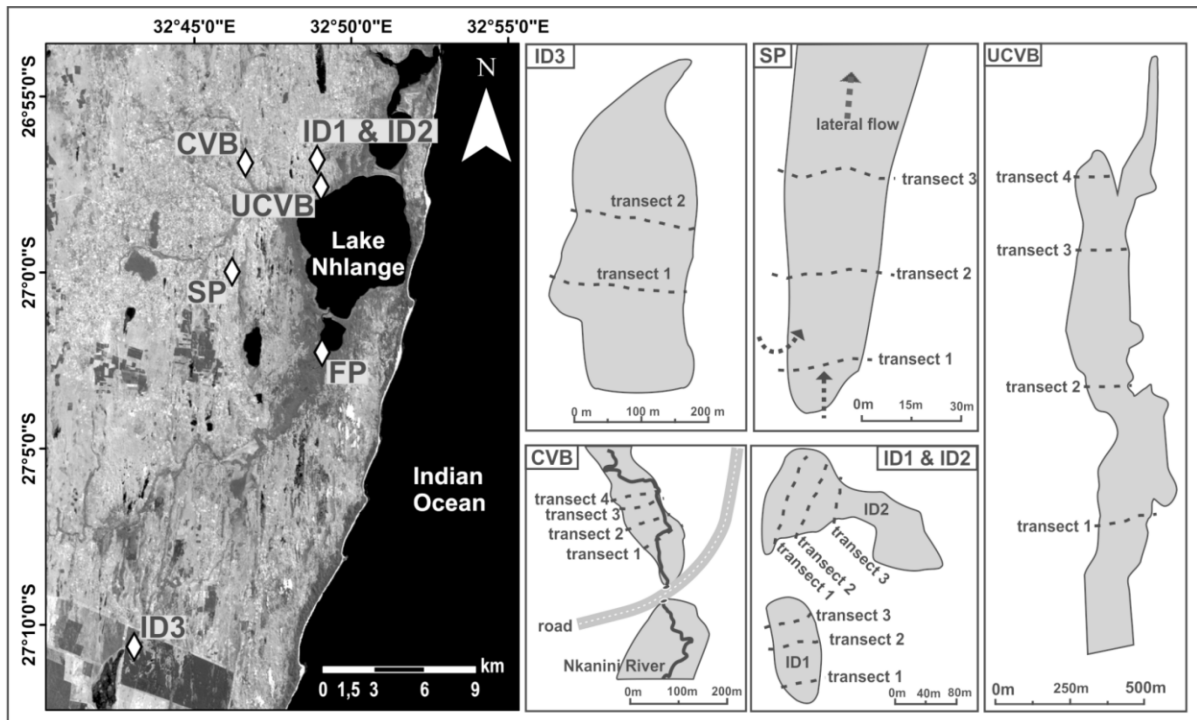 32°45'0"E
32°50'0"E
32°55'0"E
26°55'0"S
27°0'0"S
27°5'0"S
27°10'0"S
N
CVB
ID1 & ID2
UCVB
Lake
Nhlange
SP
FP
Indian
Ocean
ID3
km
0 1,5 3 6 9
ID3
transect 2
transect 1
0 m 100 m 200 m
SP
lateral flow
transect 3
transect 2
transect 1
0m 15m 30m
UCVB
transect 4
transect 3
transect 2
transect 1
0m 250m 500m
CVB
transect 4
transect 3
transect 2
transect 1
road
Nkanini River
0m 100m 200m
ID1 & ID2
ID2
transect 3
transect 2
transect 1
transect 3
transect 2
ID1
transect 1
0m 40m 80m